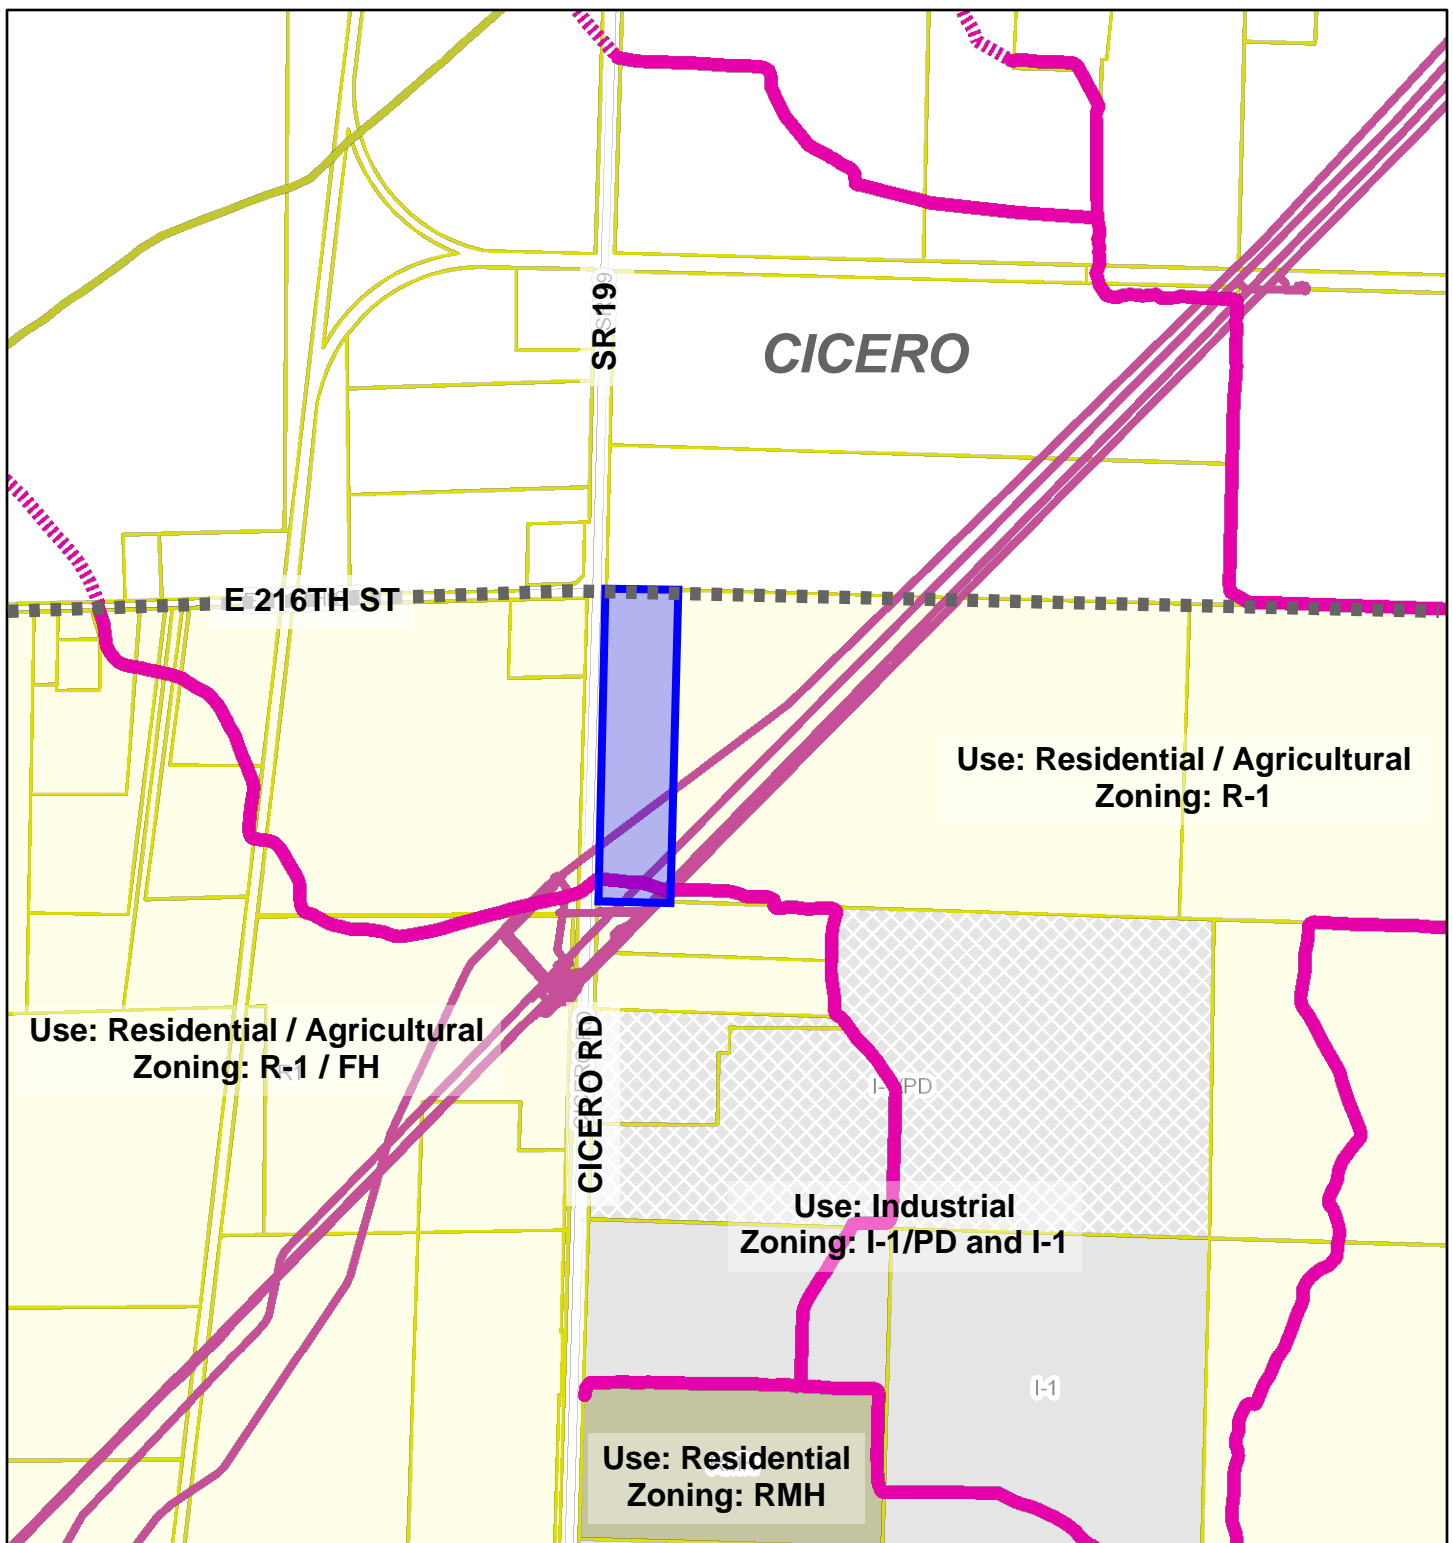 SR 19
CICERO
E 216TH ST
Use: Residential / Agricultural
Zoning: R-1
Use: Residential / Agricultural
Zoning: R-1 / FH
CICERO RD
I-1/PD
Use: Industrial
Zoning: I-1/PD and I-1
I-1
Use: Residential
Zoning: RMH